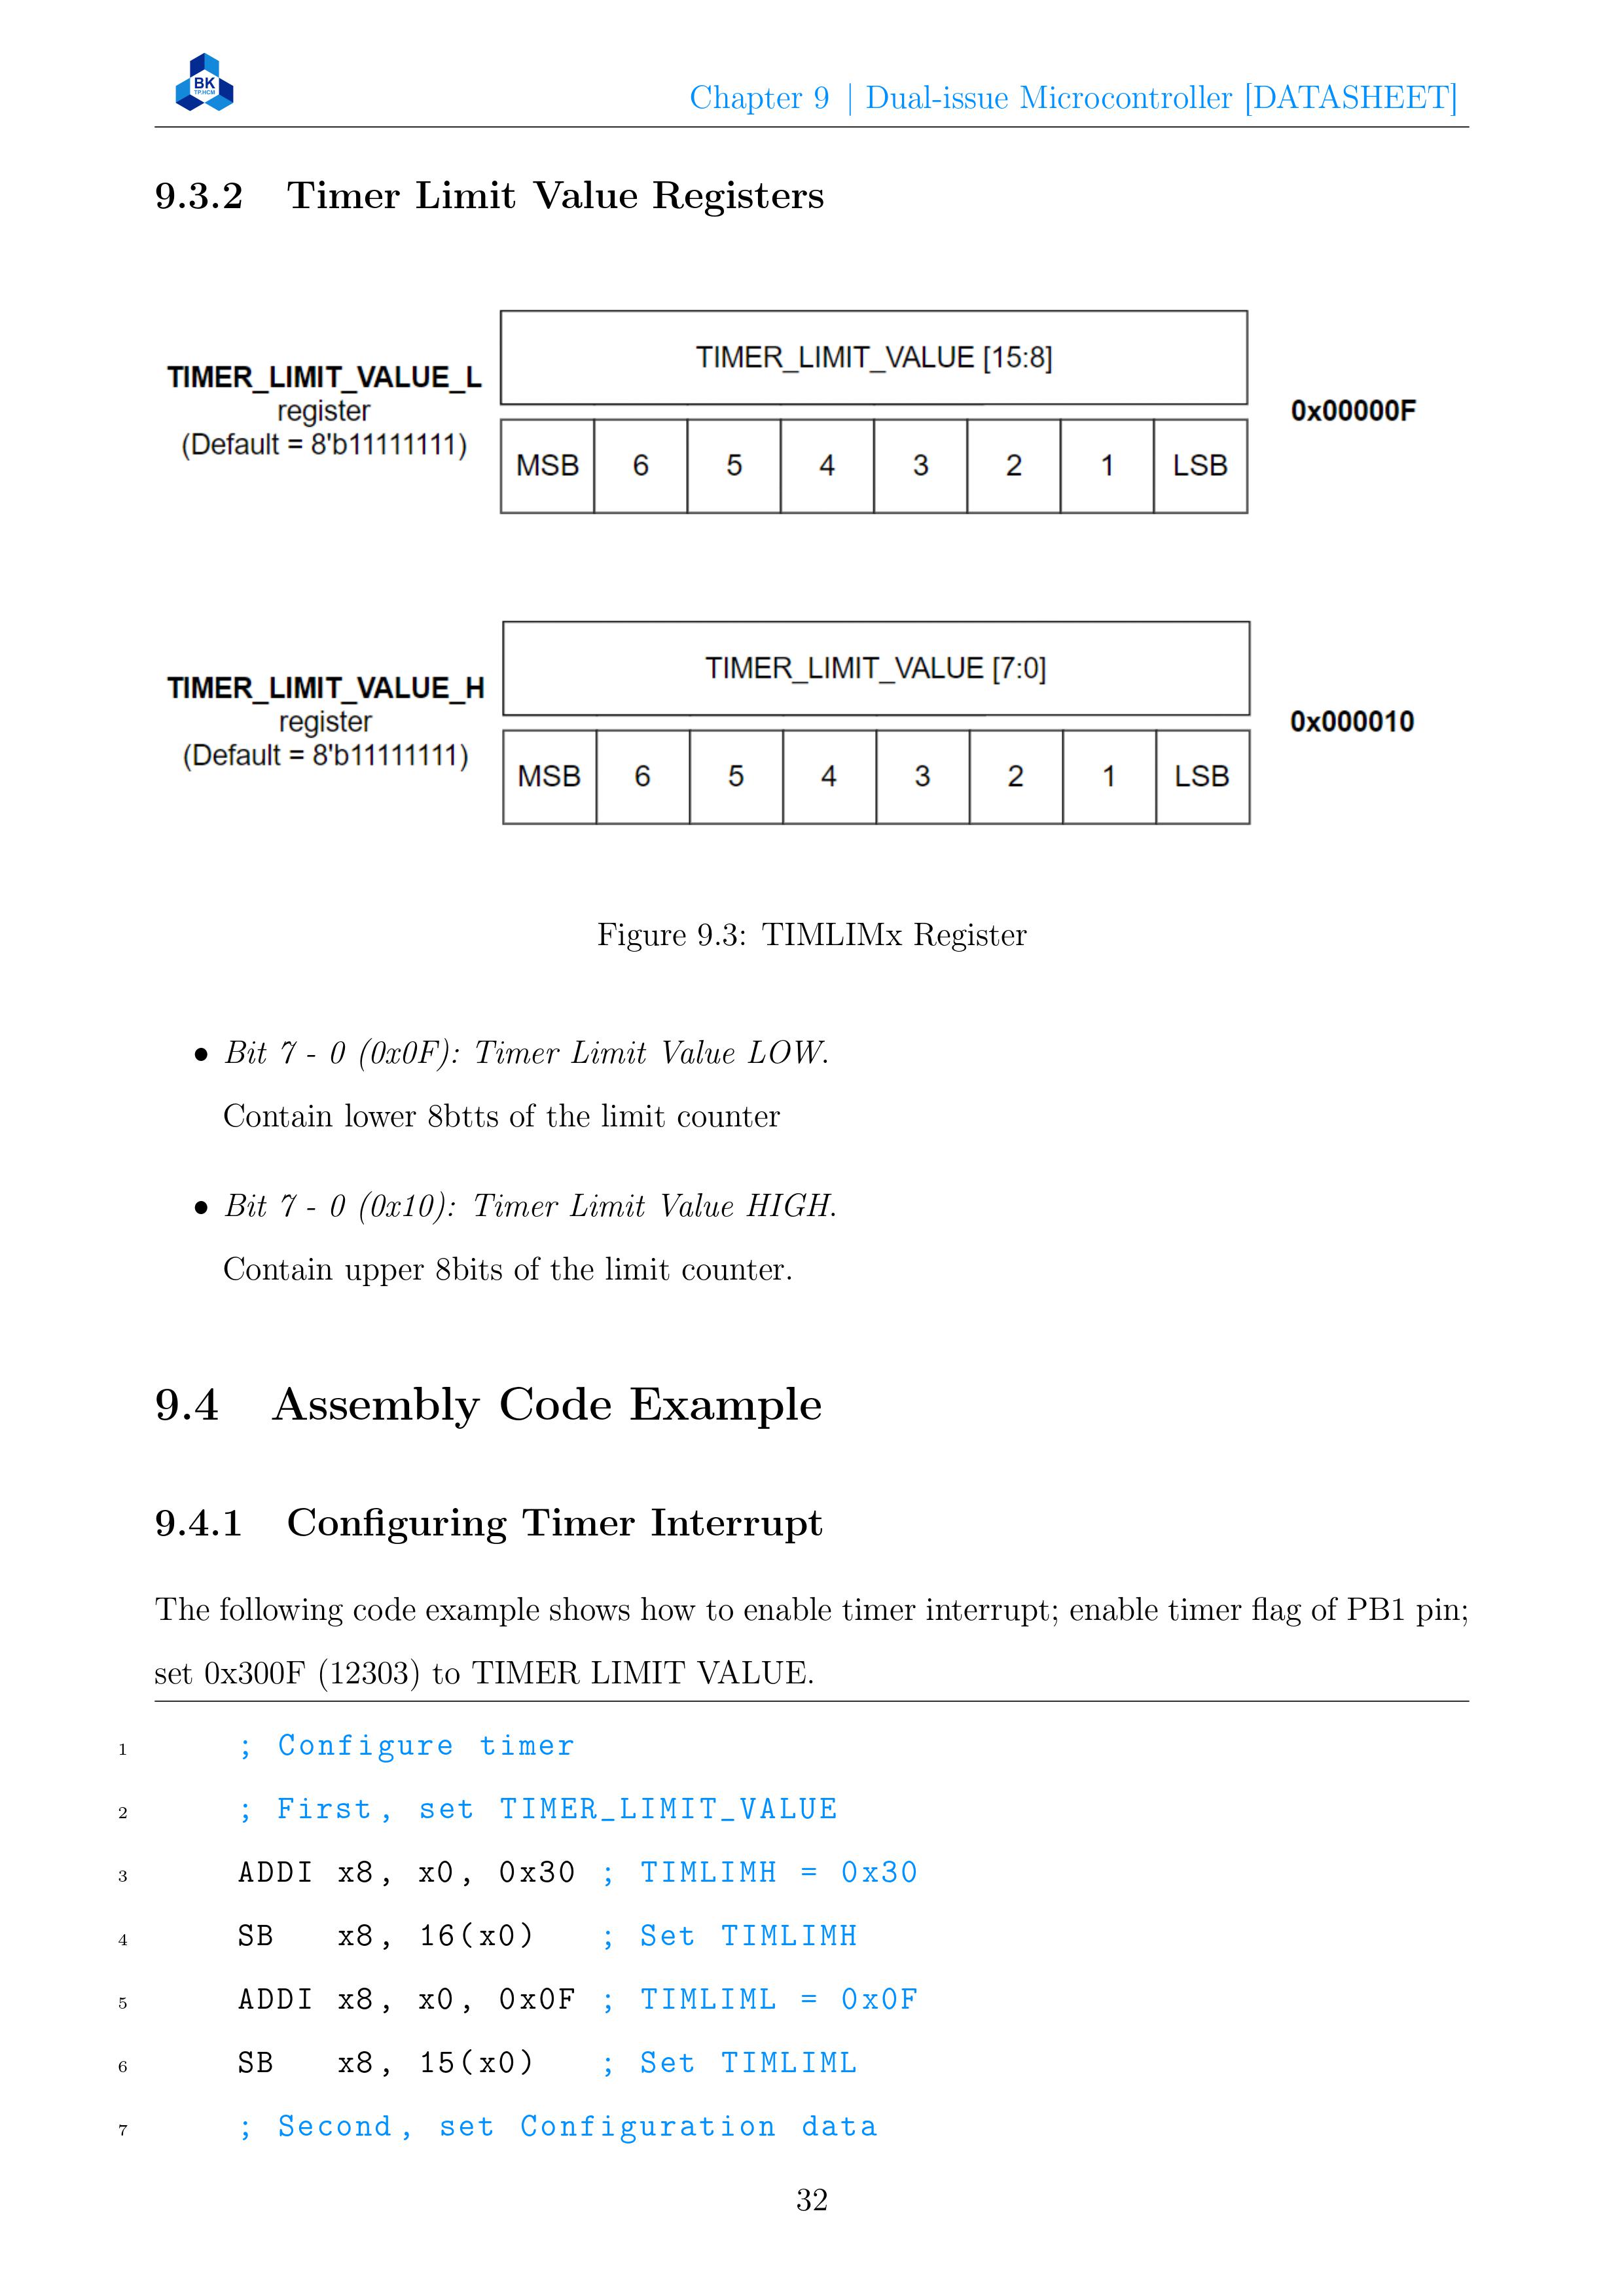 BK
TP.HCM
Chapter 9 | Dual-issue Microcontroller [DATASHEET]
9.3.2 Timer Limit Value Registers
TIMER_LIMIT_VALUE [15:8]
TIMER_LIMIT_VALUE_L
register
(Default = 8'b11111111)
0x00000F
MSB 6 5 4 3 2 1 LSB
TIMER_LIMIT_VALUE [7:0]
TIMER_LIMIT_VALUE_H
register
(Default = 8'b11111111)
0x000010
MSB 6 5 4 3 2 1 LSB
Figure 9.3: TIMLIMx Register
• Bit 7 - 0 (0x0F): Timer Limit Value LOW.
Contain lower 8btts of the limit counter
• Bit 7 - 0 (0x10): Timer Limit Value HIGH.
Contain upper 8bits of the limit counter.
9.4 Assembly Code Example
9.4.1 Configuring Timer Interrupt
The following code example shows how to enable timer interrupt; enable timer flag of PB1 pin;
set 0x300F (12303) to TIMER LIMIT VALUE.
1 ; Configure timer
2 ; First, set TIMER_LIMIT_VALUE
3 ADDI x8, x0, 0x30 ; TIMLIMH = 0x30
4 SB x8, 16(x0) ; Set TIMLIMH
5 ADDI x8, x0, 0x0F ; TIMLIML = 0x0F
6 SB x8, 15(x0) ; Set TIMLIML
7 ; Second, set Configuration data
32